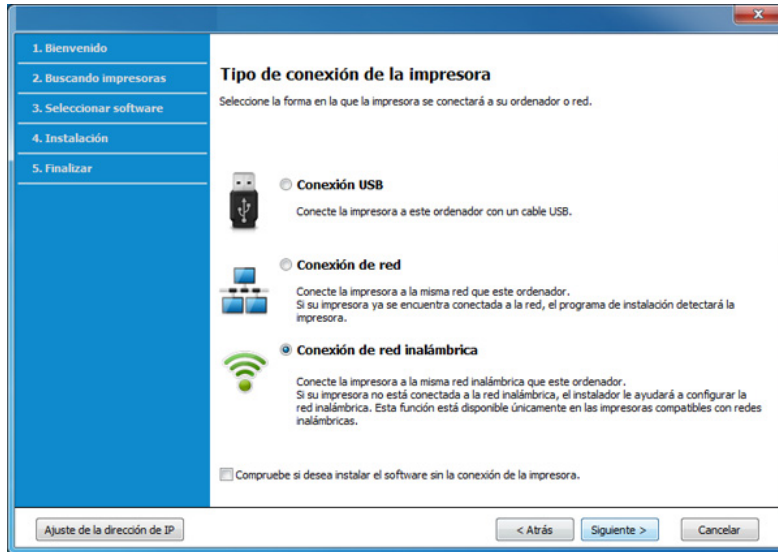 1. Bienvenido
2. Buscando impresoras
3. Seleccionar software
4. Instalación
5. Finalizar
Tipo de conexión de la impresora
Seleccione la forma en la que la impresora se conectará a su ordenador o red.
Conexión USB
Conecte la impresora a este ordenador con un cable USB.
Conexión de red
Conecte la impresora a la misma red que este ordenador.
Si su impresora ya se encuentra conectada a la red, el programa de instalación detectará la
impresora.
Conexión de red inalámbrica
Conecte la impresora a la misma red inalámbrica que este ordenador.
Si su impresora no está conectada a la red inalámbrica, el instalador le ayudará a configurar la
red inalámbrica. Esta función está disponible únicamente en las impresoras compatibles con redes
inalámbricas.
Compruebe si desea instalar el software sin la conexión de la impresora.
Ajuste de la dirección de IP
< Atrás
Siguiente >
Cancelar